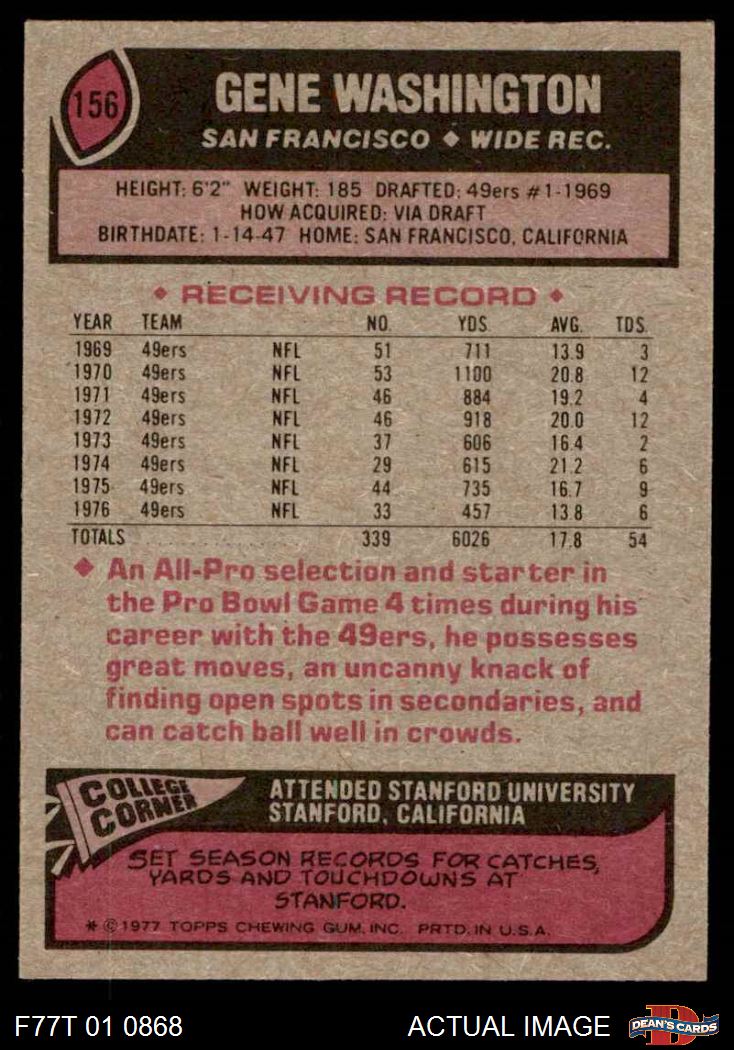 156
GENE WASHINGTON
SAN FRANCISCO ◆ WIDE REC.
HEIGHT: 6'2" WEIGHT: 185 DRAFTED: 49ers #1-1969
HOW ACQUIRED: VIA DRAFT
BIRTHDATE: 1-14-47 HOME: SAN FRANCISCO, CALIFORNIA
◆ RECEIVING RECORD ◆
YEAR TEAM NO. YDS. AVG. TDS.
1969 49ers NFL 51 711 13.9 3
1970 49ers NFL 53 1100 20.8 12
1971 49ers NFL 46 884 19.2 4
1972 49ers NFL 46 918 20.0 12
1973 49ers NFL 37 606 16.4 2
1974 49ers NFL 29 615 21.2 6
1975 49ers NFL 44 735 16.7 9
1976 49ers NFL 33 457 13.8 6
TOTALS 339 6026 17.8 54
◆ An All-Pro selection and starter in
the Pro Bowl Game 4 times during his
career with the 49ers, he possesses
great moves, an uncanny knack of
finding open spots in secondaries, and
can catch ball well in crowds.
COLLEGE
CORNER
ATTENDED STANFORD UNIVERSITY
STANFORD, CALIFORNIA
SET SEASON RECORDS FOR CATCHES,
YARDS AND TOUCHDOWNS AT
STANFORD.
* © 1977 TOPPS CHEWING GUM, INC. PRTD. IN U.S.A.
F77T 01 0868 ACTUAL IMAGE DEAN'S CARDS